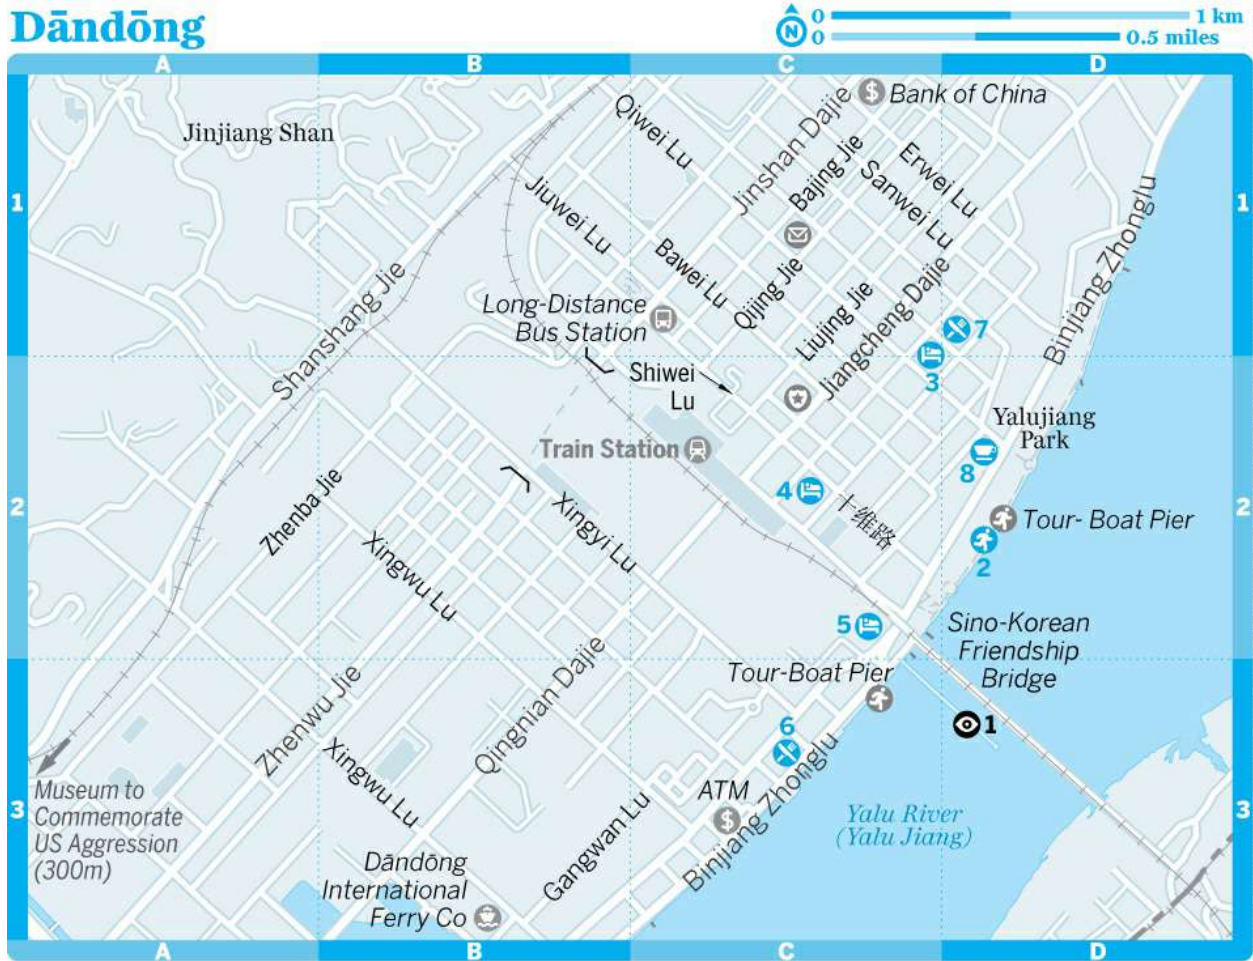 Dāndōng
0
1 km
N
0
0.5 miles
A
B
C
D
Bank of China
Qiwei Lu
Jinshan Dajie
Jinjiang Shan
Bajing Jie
Erwei Lu
Sanwei Lu
1
1
Jiuwei Lu
Binjiang Zhonglu
Bawei Lu
Qijing Jie
Shanshang Jie
Long-Distance
Bus Station
Liujing Jie
Jiangcheng Dajie
7
3
Shiwei
Lu
Yalujiang
Park
Train Station
8
Zhenba Jie
4
十维路
2
2
Xingyi Lu
Tour- Boat Pier
Xingwu Lu
2
5
Sino-Korean
Friendship
Bridge
Tour-Boat Pier
Qingnian Dajie
Zhenwu Jie
6
1
Xingwu Lu
ATM
Binjiang Zhonglu
Museum to
Commemorate
US Aggression
(300m)
3
3
Yalu River
(Yalu Jiang)
Gangwan Lu
Dāndōng
International
Ferry Co
A
B
C
D